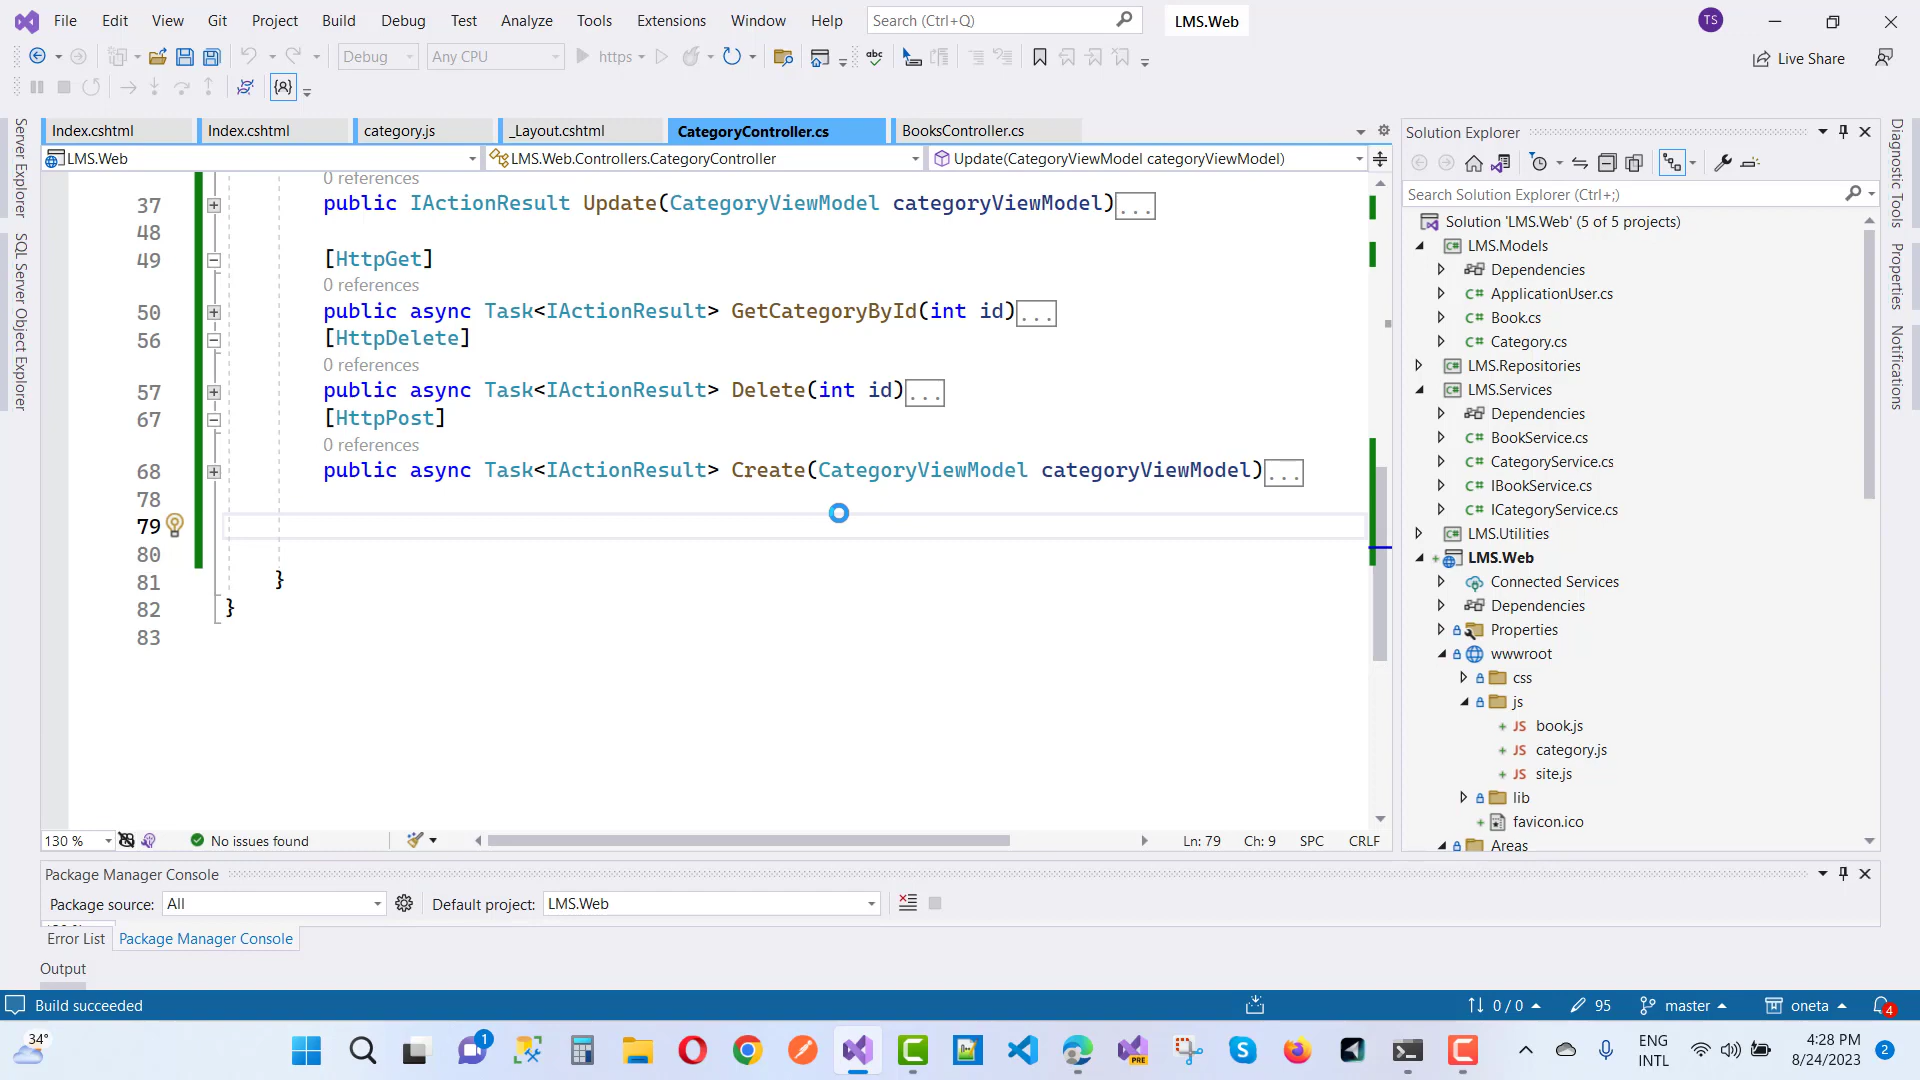 File Edit View Git Project Build Debug Test Analyze Tools Extensions Window Help Search (Ctrl+Q) LMS.Web TS
Debug Any CPU https Live Share
Index.cshtml Index.cshtml category.js _Layout.cshtml CategoryController.cs BooksController.cs
LMS.Web LMS.Web.Controllers.CategoryController Update(CategoryViewModel categoryViewModel)
Server Explorer
SQL Server Object Explorer
0 references
37 public IActionResult Update(CategoryViewModel categoryViewModel)...
48
49 [HttpGet]
0 references
50 public async Task<IActionResult> GetCategoryById(int id)...
56 [HttpDelete]
0 references
57 public async Task<IActionResult> Delete(int id)...
67 [HttpPost]
0 references
68 public async Task<IActionResult> Create(CategoryViewModel categoryViewModel)...
78
79
80
81 }
82 }
83
130 % No issues found Ln: 79 Ch: 9 SPC CRLF
Solution Explorer
Search Solution Explorer (Ctrl+;)
Solution 'LMS.Web' (5 of 5 projects)
LMS.Models
Dependencies
C# ApplicationUser.cs
C# Book.cs
C# Category.cs
LMS.Repositories
LMS.Services
Dependencies
C# BookService.cs
C# CategoryService.cs
C# IBookService.cs
C# ICategoryService.cs
LMS.Utilities
LMS.Web
Connected Services
Dependencies
Properties
wwwroot
css
js
JS book.js
JS category.js
JS site.js
lib
favicon.ico
Areas
Diagnostic Tools
Properties
Notifications
Package Manager Console
Package source: All Default project: LMS.Web
Error List Package Manager Console
Output
Build succeeded 0 / 0 95 master oneta 4
34° 1 PRE ENG INTL 4:28 PM 8/24/2023 2